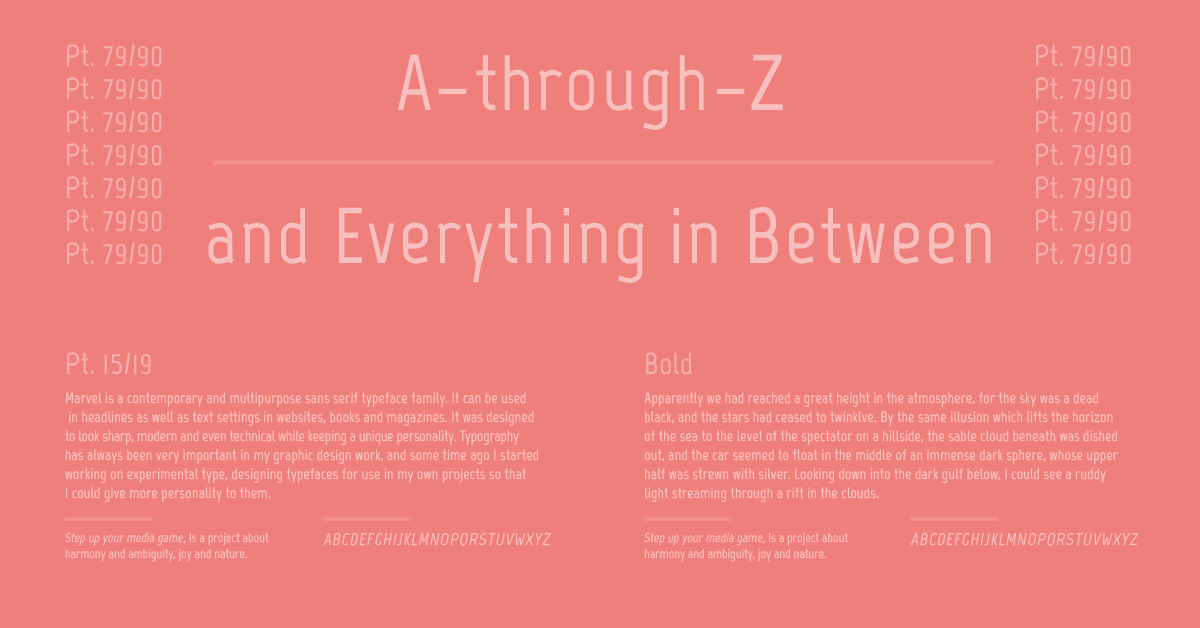 Pt. 79/90
Pt. 79/90
Pt. 79/90
Pt. 79/90
Pt. 79/90
Pt. 79/90
Pt. 79/90
A-through-Z
and Everything in Between
Pt. 79/90
Pt. 79/90
Pt. 79/90
Pt. 79/90
Pt. 79/90
Pt. 79/90
Pt. 79/90
Pt. 15/19
Marvel is a contemporary and multipurpose sans serif typeface family. It can be used
in headlines as well as text settings in websites, books and magazines. It was designed
to look sharp, modern and even technical while keeping a unique personality. Typography
has always been very important in my graphic design work, and some time ago I started
working on experimental type, designing typefaces for use in my own projects so that
I could give more personality to them.
Step up your media game, Is a project about
harmony and ambiguity, joy and nature.
ABCDEFGHIJKLMNOPQRSTUVWXYZ
Bold
Apparently we had reached a great height in the atmosphere, for the sky was a dead
black, and the stars had ceased to twinklve. By the same illusion which lifts the horizon
of the sea to the level of the spectator on a hillside, the sable cloud beneath was dished
out, and the car seemed to float in the middle of an immense dark sphere, whose upper
half was strewn with silver. Looking down into the dark gulf below, I could see a ruddy
light streaming through a rift in the clouds.
Step up your media game, Is a project about
harmony and ambiguity, joy and nature.
ABCDEFGHIJKLMNOPQRSTUVWXYZ